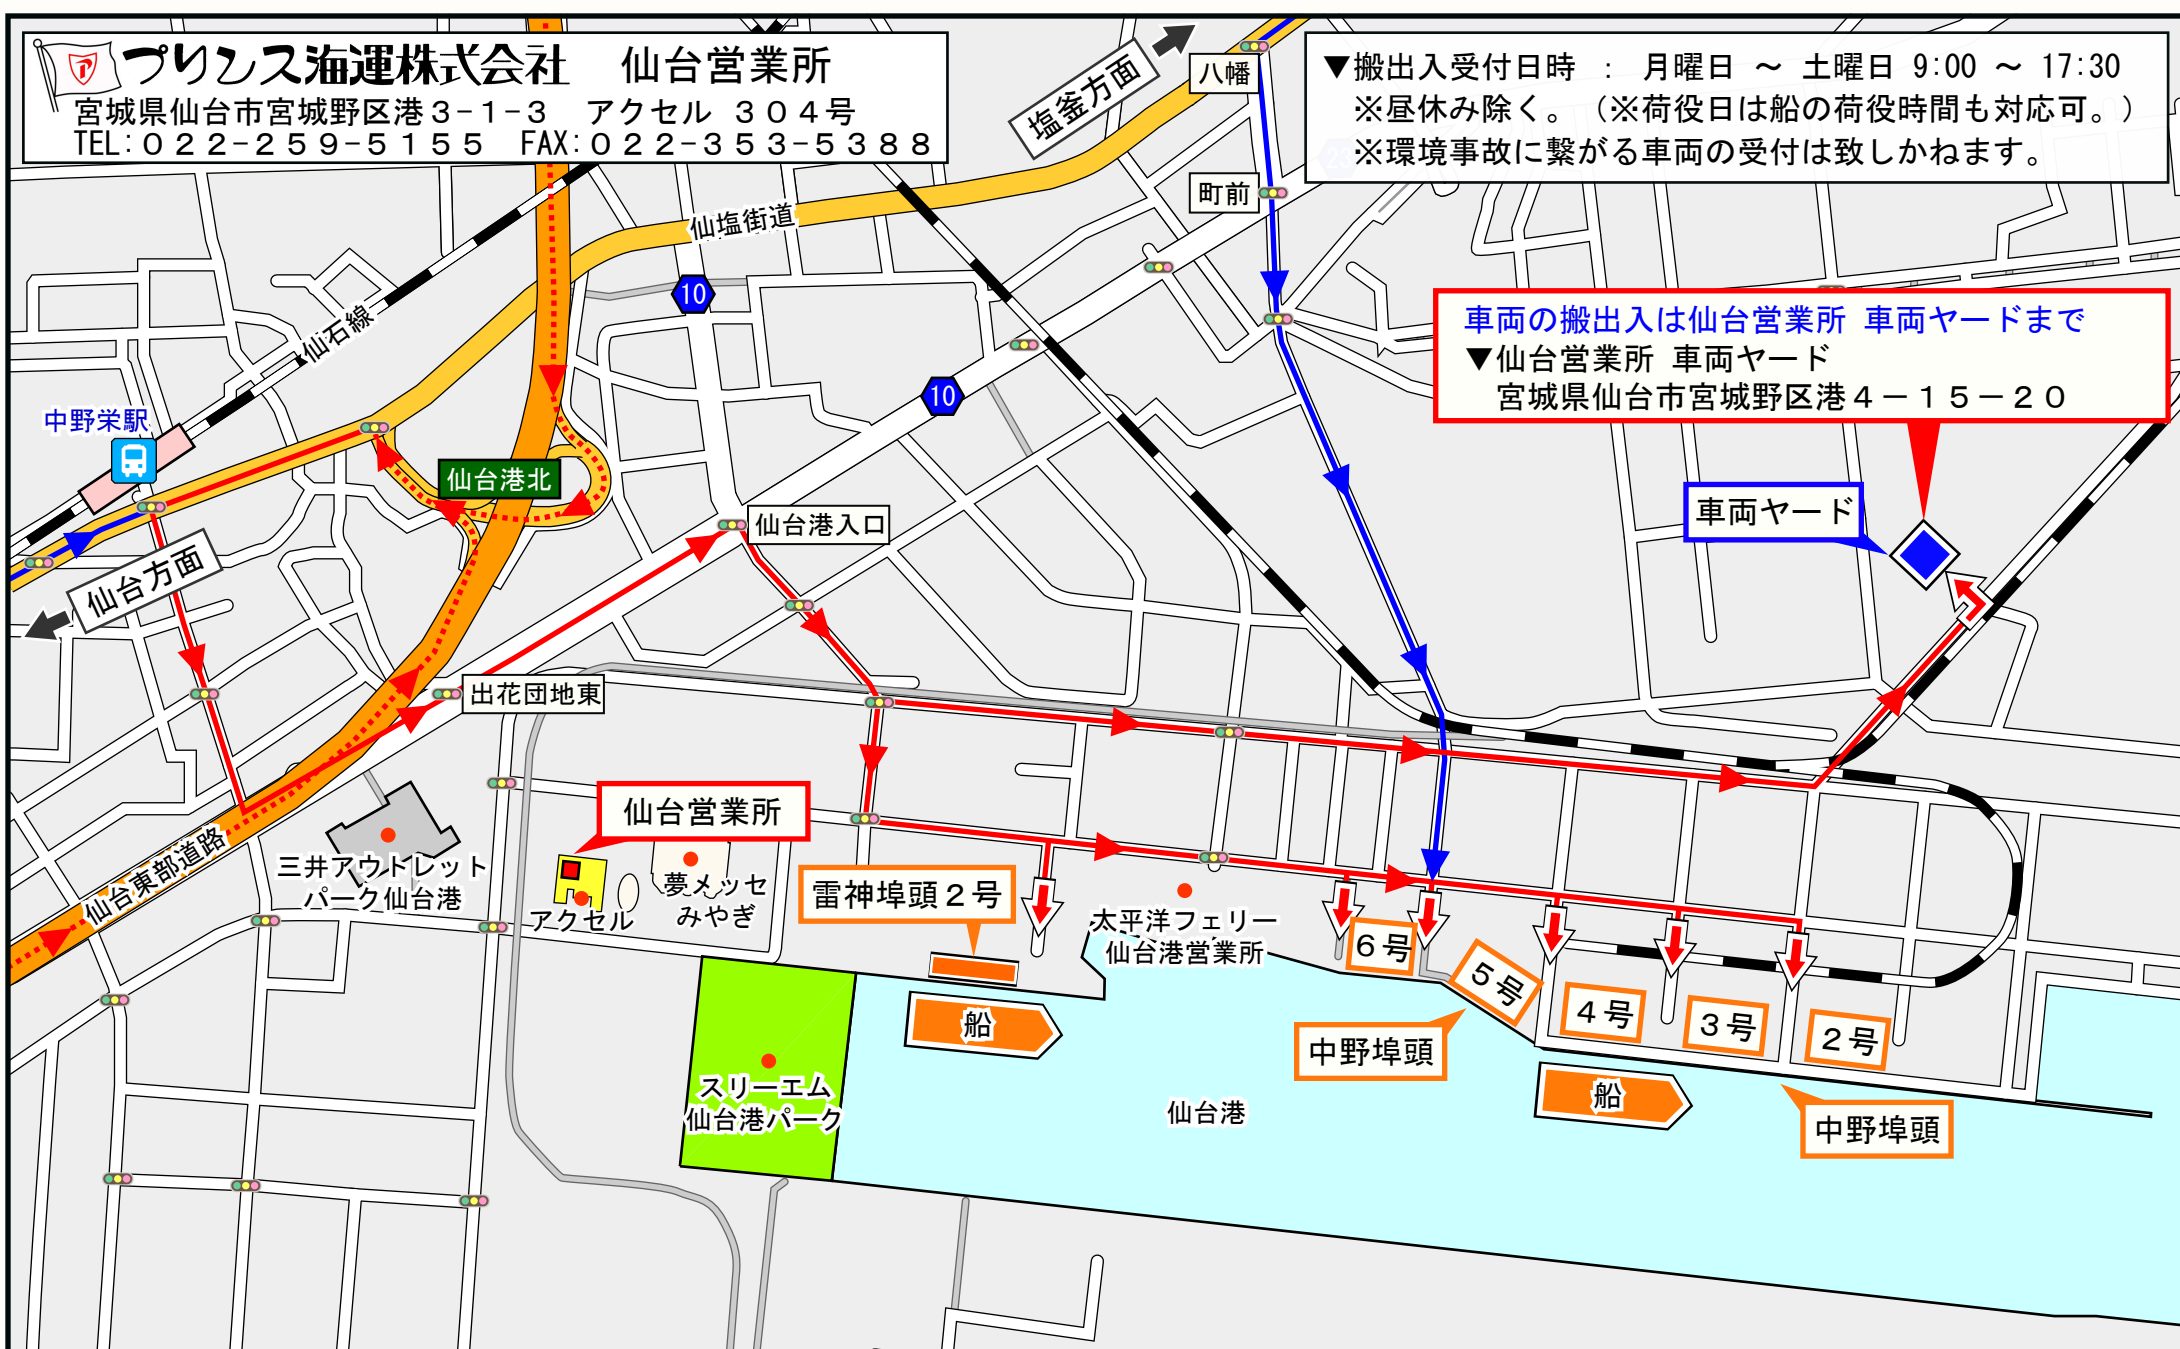 プリンス海運株式会社 仙台営業所
宮城県仙台市宮城野区港3-1-3 アクセル 304号
TEL:022-259-5155 FAX:022-353-5388
▼搬出入受付日時 : 月曜日 ～ 土曜日 9:00 ～ 17:30
※昼休み除く。（※荷役日は船の荷役時間も対応可。）
※環境事故に繋がる車両の受付は致しかねます。
塩釜方面
八幡
町前
仙塩街道
10
仙石線
車両の搬出入は仙台営業所 車両ヤードまで
▼仙台営業所 車両ヤード
宮城県仙台市宮城野区港4－15－20
10
中野栄駅
仙台港北
仙台港入口
車両ヤード
仙台方面
出花団地東
仙台営業所
仙台東部道路
三井アウトレット
パーク仙台港
アクセル
夢メッセ
みやぎ
雷神埠頭2号
太平洋フェリー
仙台港営業所
6号
5号
4号
3号
2号
船
中野埠頭
スリーエム
仙台港パーク
仙台港
船
中野埠頭